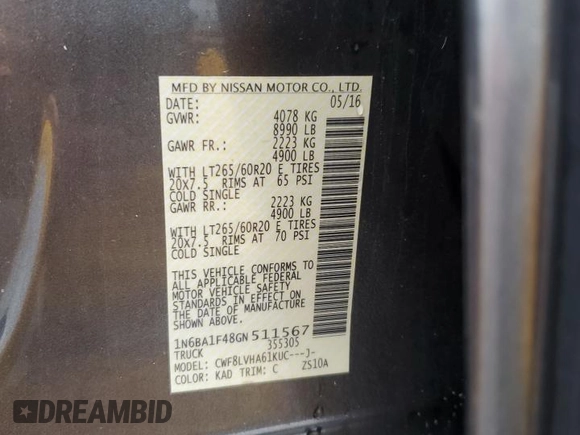 MFD BY NISSAN MOTOR CO., LTD.
DATE: 05/16
GVWR: 4078 KG
8990 LB
GAWR FR.: 2223 KG
4900 LB
WITH LT265/60R20 E TIRES
20X7.5 RIMS AT 65 PSI
COLD SINGLE
GAWR RR.: 2223 KG
4900 LB
WITH LT265/60R20 E TIRES
20X7.5 RIMS AT 70 PSI
COLD SINGLE
THIS VEHICLE CONFORMS TO
ALL APPLICABLE FEDERAL
MOTOR VEHICLE SAFETY
STANDARDS IN EFFECT ON
THE DATE OF MANUFACTURE
SHOWN ABOVE.
1N6BA1F48GN511567
TRUCK 355305
MODEL: CWF8LVHA61KUC---J-
COLOR: KAD TRIM: C ZS10A
DREAMBID